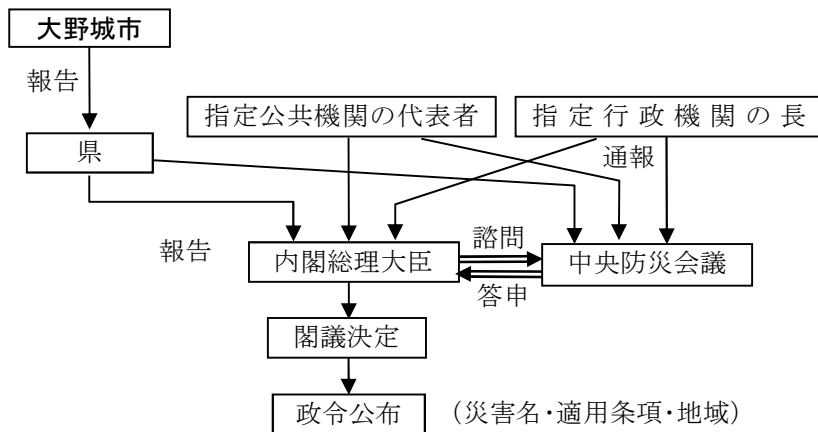 大野城市
報告
指定公共機関の代表者
指定行政機関の長
県
通報
報告
諮問
内閣総理大臣
中央防災会議
答申
閣議決定
政令公布
(災害名・適用条項・地域)